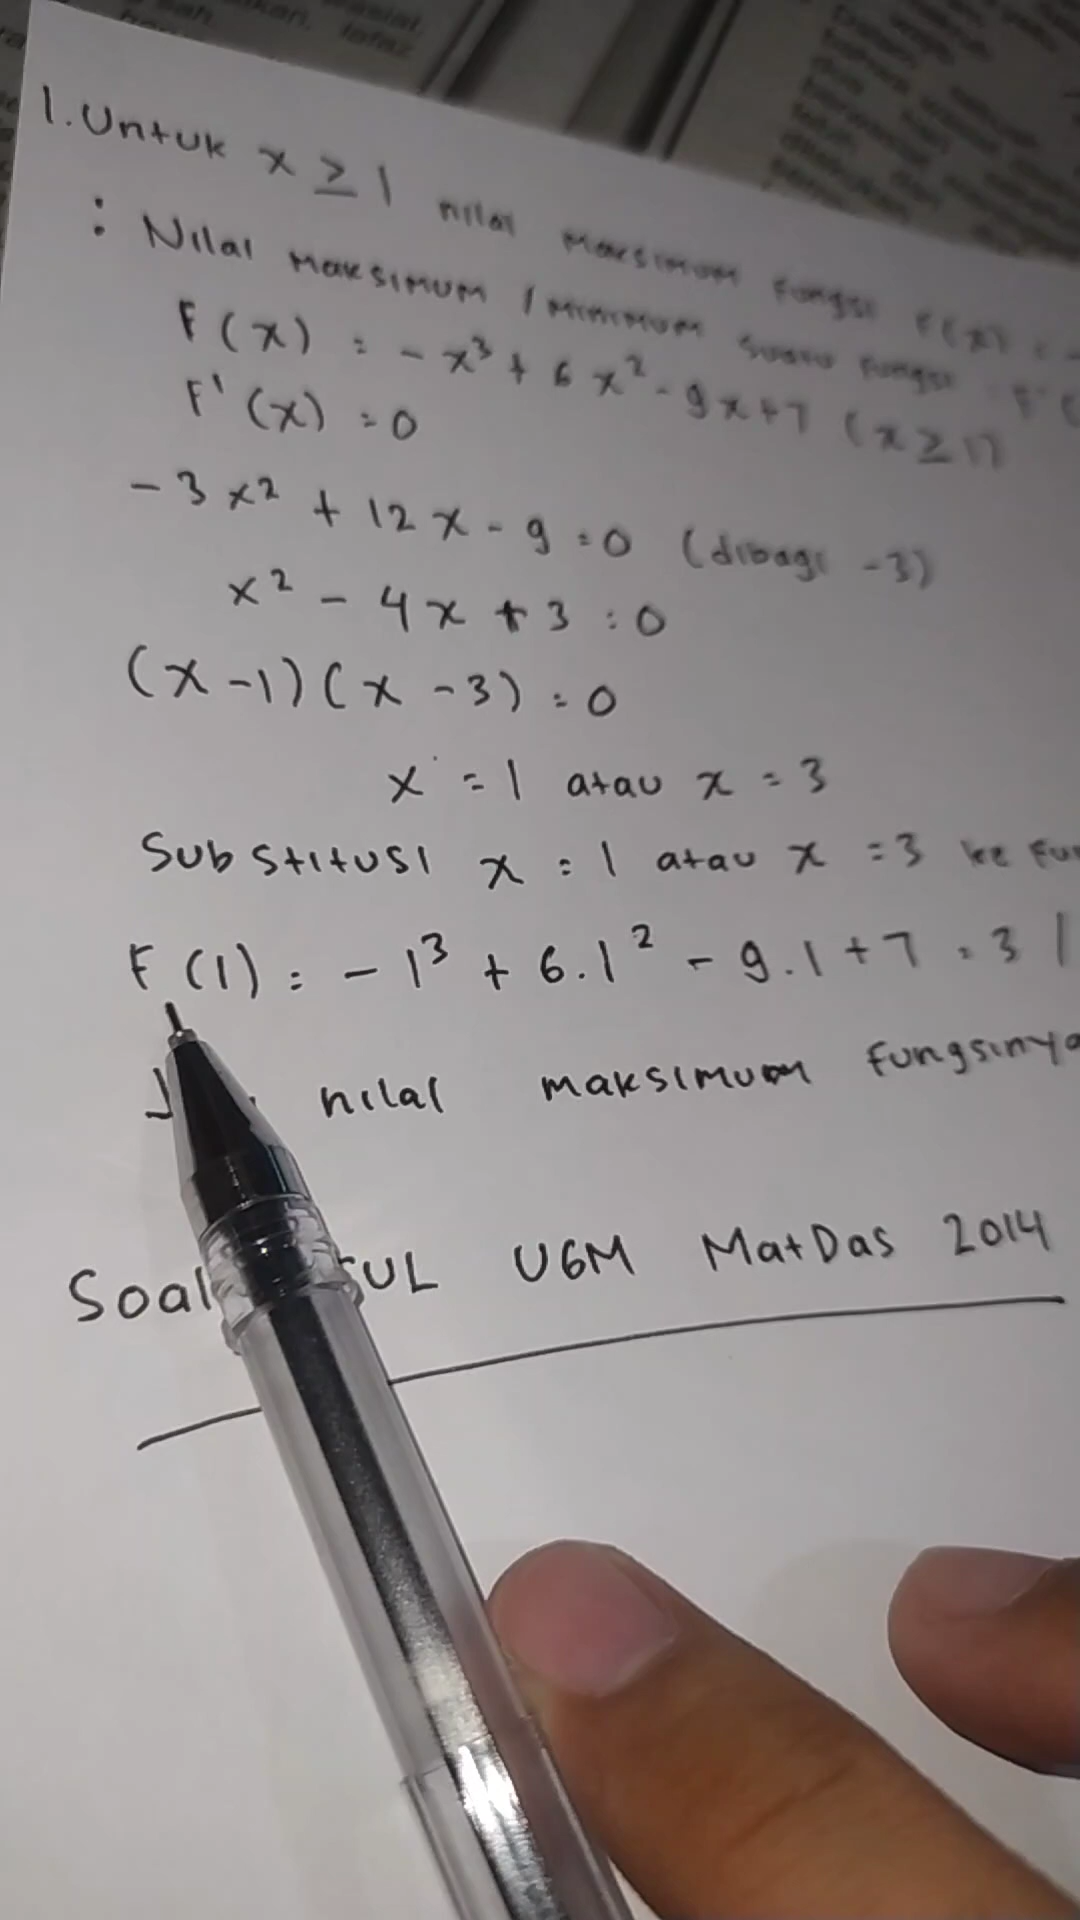 1. Untuk x ≥ 1 nilai maksimum fungsi F(x) = -
: Nilai maksimum / minimum suatu fungsi F'(
F(x) = -x³ + 6x² - 9x + 7 (x ≥ 1)
F'(x) = 0
-3x² + 12x - 9 = 0 (dibagi -3)
x² - 4x + 3 = 0
(x - 1)(x - 3) = 0
x = 1 atau x = 3
Substitusi x = 1 atau x = 3 ke fun
F(1) = -1³ + 6.1² - 9.1 + 7 = 3 |
nilai maksimum fungsinya
Soal UL UGM MatDas 2014